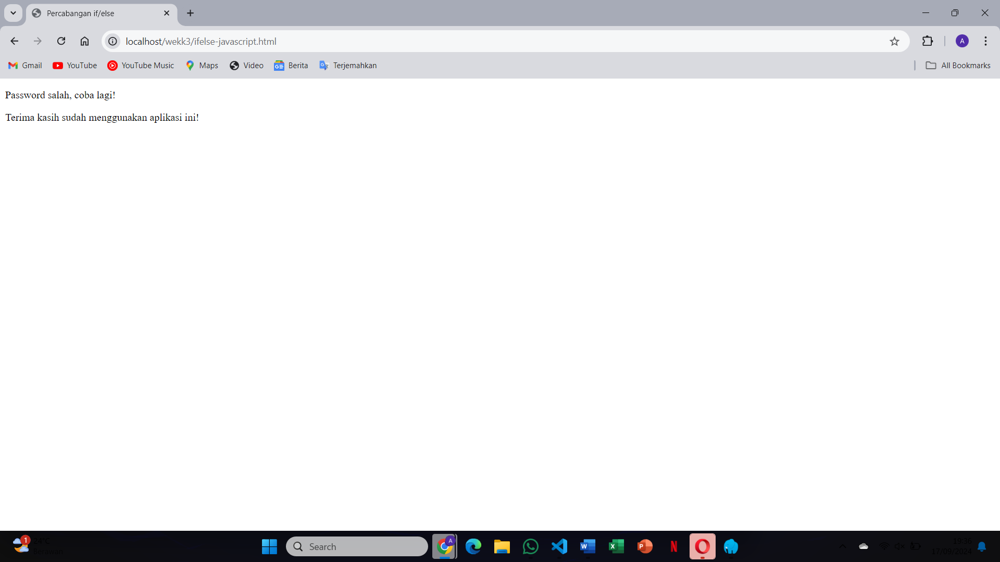 Percabangan if/else
localhost/wekk3/ifelse-javascript.html
A
Gmail YouTube YouTube Music Maps Video Berita Terjemahkan All Bookmarks
Password salah, coba lagi!
Terima kasih sudah menggunakan aplikasi ini!
1
24°C
Berawan
Search
19:36
17/09/2024